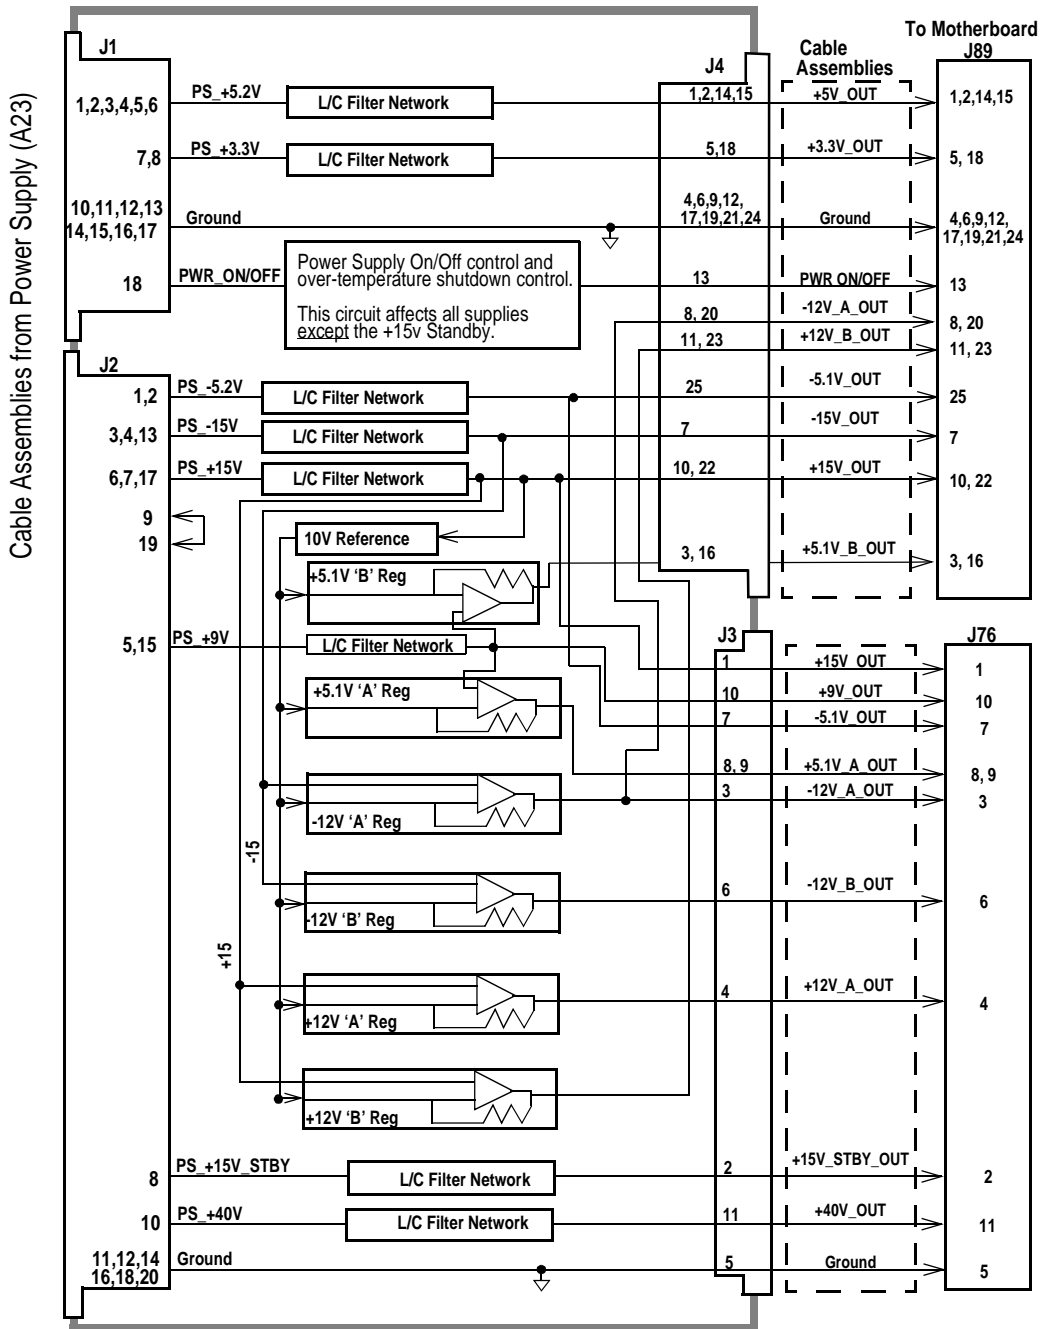 To Motherboard
J89
Cable
Assemblies
Cable Assemblies from Power Supply (A23)
J1
J4
1,2,3,4,5,6
PS_+5.2V
L/C Filter Network
1,2,14,15
+5V_OUT
1,2,14,15
7,8
PS_+3.3V
L/C Filter Network
5,18
+3.3V_OUT
5, 18
10,11,12,13
14,15,16,17
Ground
4,6,9,12,
17,19,21,24
Ground
4,6,9,12,
17,19,21,24
18
PWR_ON/OFF
Power Supply On/Off control and
over-temperature shutdown control.
This circuit affects all supplies
except the +15v Standby.
13
PWR ON/OFF
13
8, 20
-12V_A_OUT
8, 20
11, 23
+12V_B_OUT
11, 23
J2
1,2
PS_-5.2V
L/C Filter Network
25
-5.1V_OUT
25
3,4,13
PS_-15V
L/C Filter Network
7
-15V_OUT
7
6,7,17
PS_+15V
L/C Filter Network
10, 22
+15V_OUT
10, 22
9
19
10V Reference
3, 16
+5.1V_B_OUT
3, 16
+5.1V 'B' Reg
J3
J76
5,15
PS_+9V
L/C Filter Network
1
+15V_OUT
1
+5.1V 'A' Reg
10
+9V_OUT
10
7
-5.1V_OUT
7
8, 9
+5.1V_A_OUT
8, 9
3
-12V_A_OUT
3
-12V 'A' Reg
-15
6
-12V_B_OUT
6
-12V 'B' Reg
+15
4
+12V_A_OUT
4
+12V 'A' Reg
+12V 'B' Reg
8
PS_+15V_STBY
L/C Filter Network
2
+15V_STBY_OUT
2
10
PS_+40V
L/C Filter Network
11
+40V_OUT
11
11,12,14
16,18,20
Ground
5
Ground
5